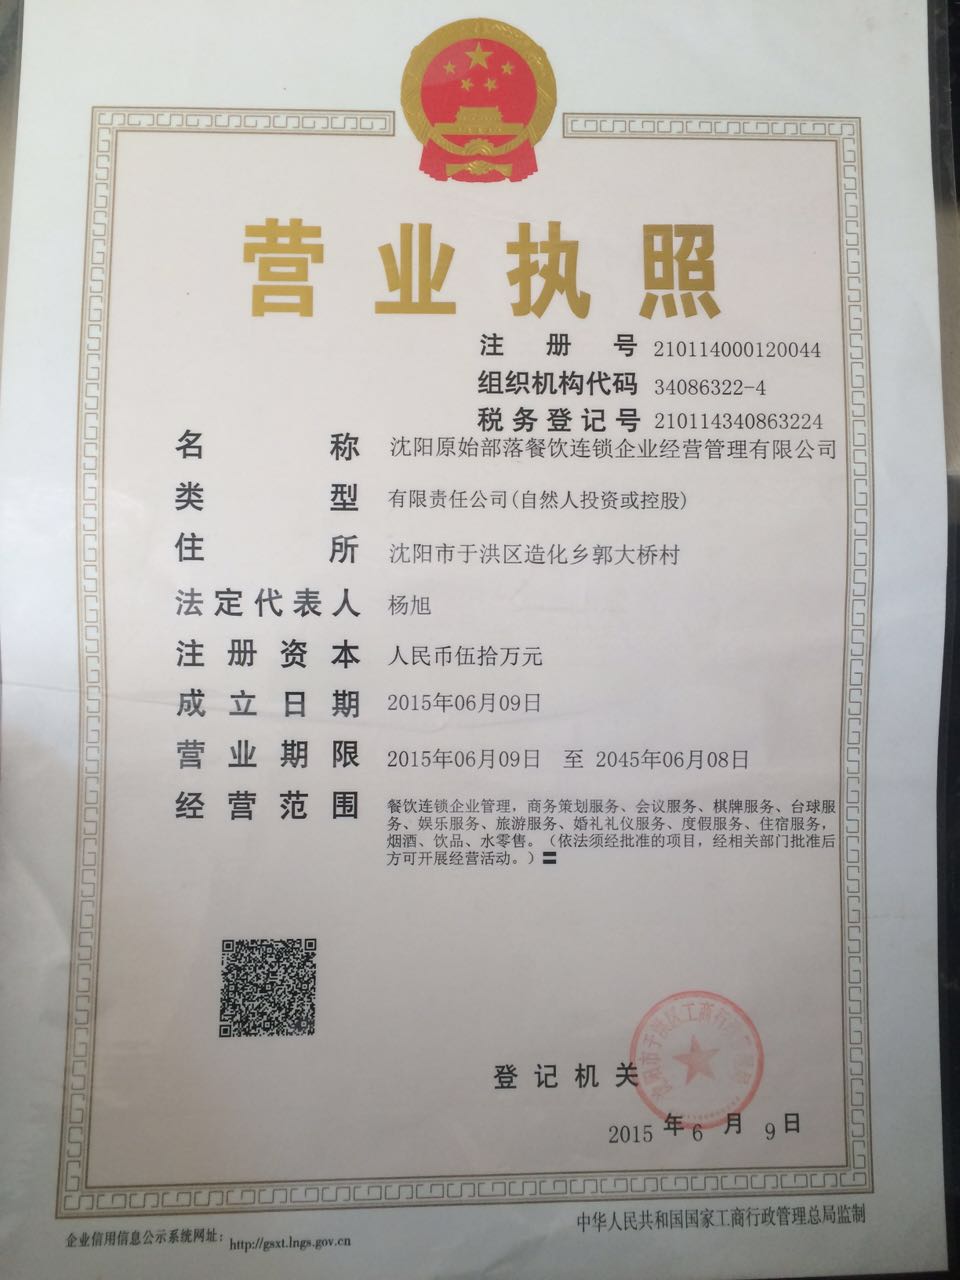 营业执照
注册号 210114000120044
组织机构代码 34086322-4
税务登记号 210114340863224
名称 沈阳原始部落餐饮连锁企业经营管理有限公司
类型 有限责任公司(自然人投资或控股)
住所 沈阳市于洪区造化乡郭大桥村
法定代表人 杨旭
注册资本 人民币伍拾万元
成立日期 2015年06月09日
营业期限 2015年06月09日 至 2045年06月08日
经营范围 餐饮连锁企业管理，商务策划服务、会议服务、棋牌服务、台球服
务、娱乐服务、旅游服务、婚礼礼仪服务、度假服务、住宿服务，
烟酒、饮品、水零售。（依法须经批准的项目，经相关部门批准后
方可开展经营活动。）〓
于洪区工商行
登记机关
2015年6月9日
企业信用信息公示系统网址：http://gsxt.lngs.gov.cn
中华人民共和国国家工商行政管理总局监制